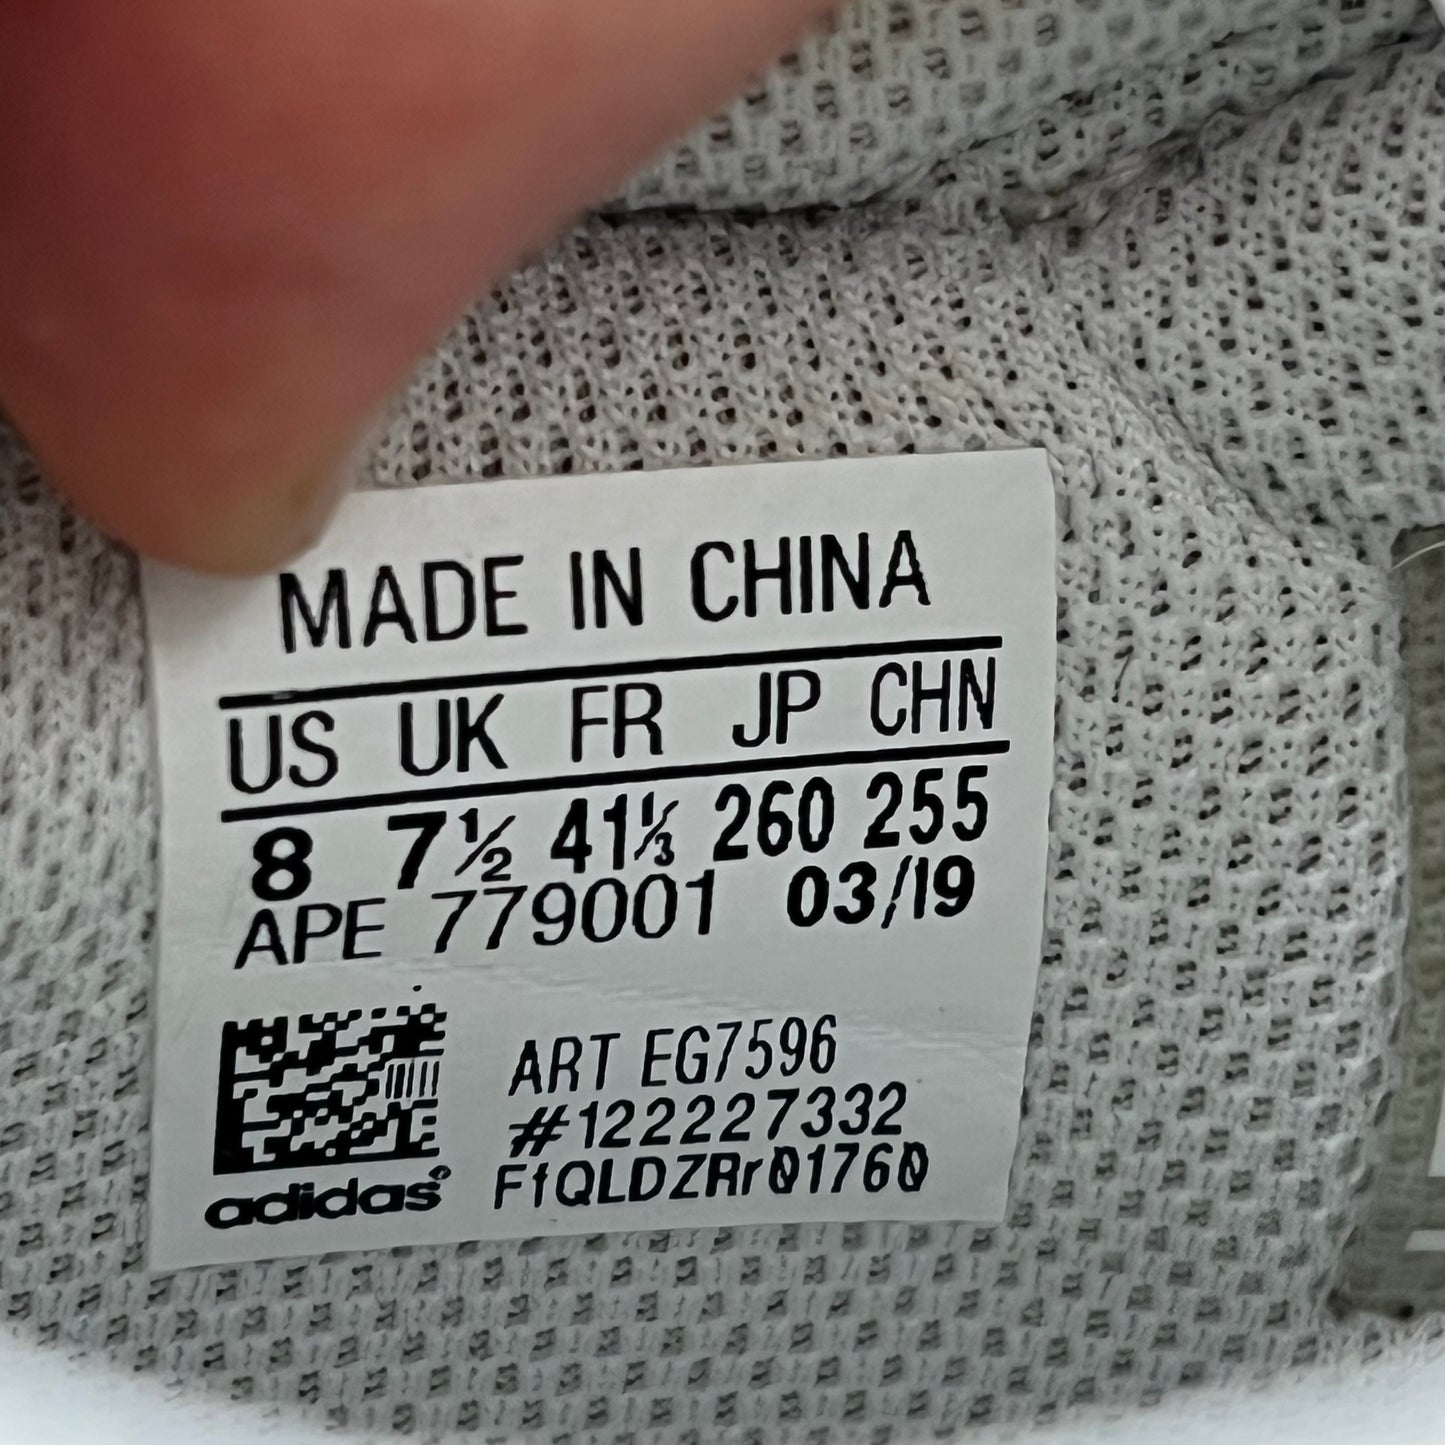 MADE IN CHINA
US UK FR JP CHN
8 7½ 41⅓ 260 255
APE 779001 03/19
ART EG7596
#122227332
FfQLDZRr01760
adidas